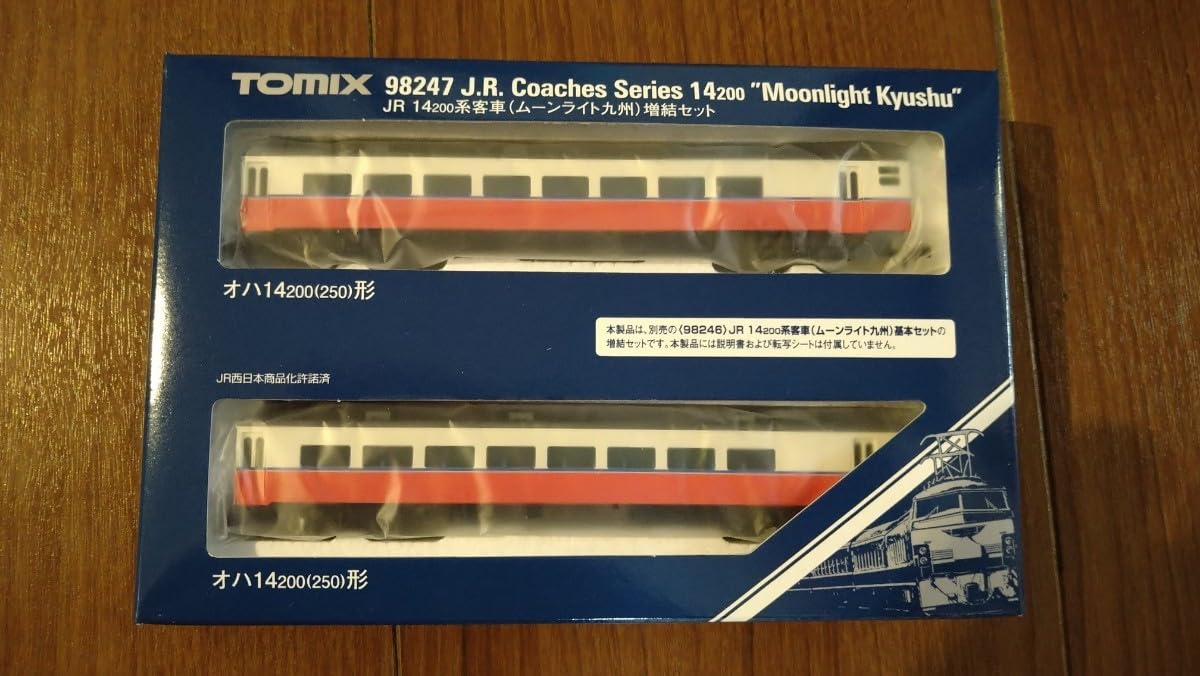 TOMIX 98247 J.R. Coaches Series 14200 "Moonlight Kyushu"
JR 14200系客車(ムーンライト九州)増結セット
オハ14200(250)形
本製品は、別売の〈98246〉JR 14200系客車(ムーンライト九州)基本セットの
増結セットです。本製品には説明書および転写シートは付属していません。
JR西日本商品化許諾済
オハ14200(250)形